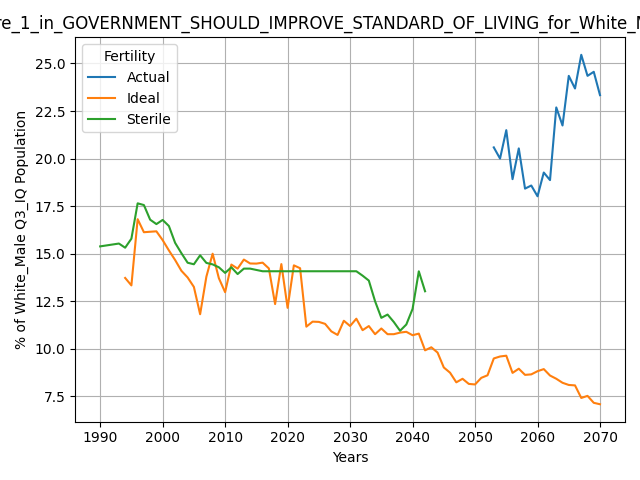 re_1_in_GOVERNMENT_SHOULD_IMPROVE_STANDARD_OF_LIVING_for_White_M
Fertility
Actual
Ideal
Sterile
% of White_Male Q3_IQ Population
25.0
22.5
20.0
17.5
15.0
12.5
10.0
7.5
1990 2000 2010 2020 2030 2040 2050 2060 2070
Years